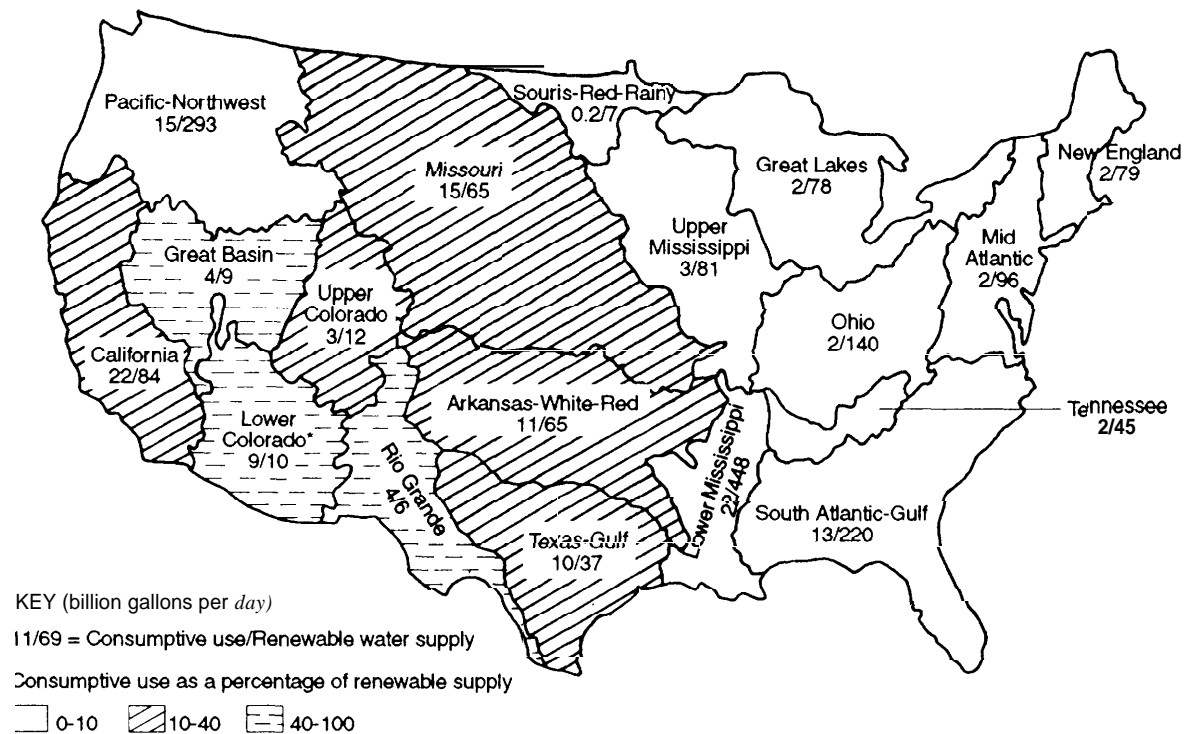 Pacific-Northwest
15/293
Souris-Red-Rainy
0.2/7
Missouri
15/65
Great Lakes
2/78
New England
2/79
Upper
Mississippi
3/81
Mid
Atlantic
2/96
Great Basin
4/9
Upper
Colorado
3/12
Ohio
2/140
California
22/84
Lower
Colorado*
9/10
Arkansas-White-Red
11/65
Tennessee
2/45
Rio Grande
4/6
Lower Mississippi
South Atlantic-Gulf
13/220
Texas-Gulf
10/37
KEY (billion gallons per day)
11/69 = Consumptive use/Renewable water supply
Consumptive use as a percentage of renewable supply
0-10
10-40
40-100